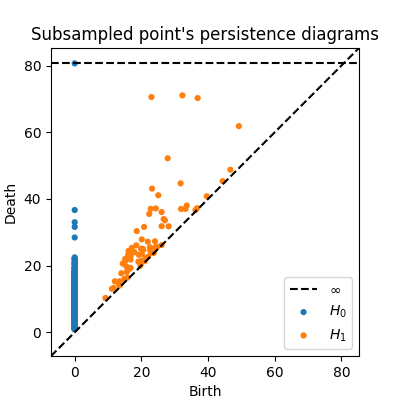 Subsampled point's persistence diagrams
Death
80
60
40
20
0
∞
H₀
H₁
0 20 40 60 80
Birth